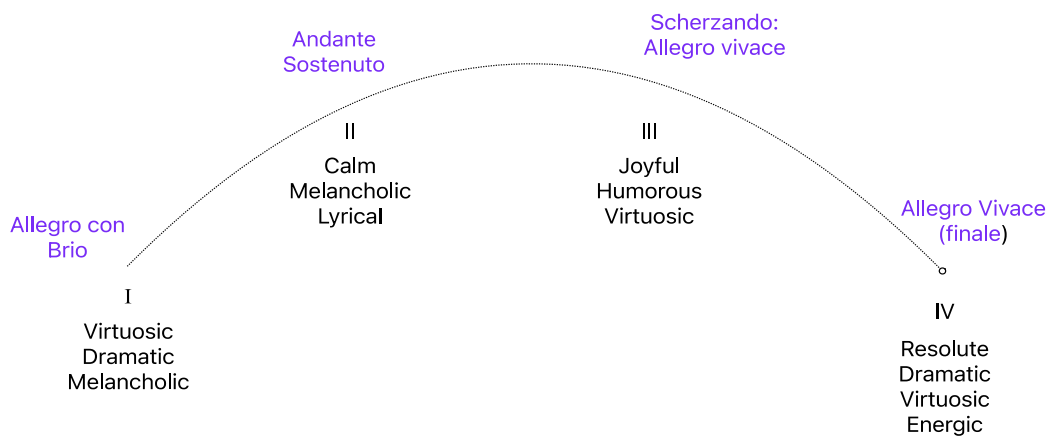 Allegro con
Brio
I
Virtuosic
Dramatic
Melancholic
Andante
Sostenuto
II
Calm
Melancholic
Lyrical
Scherzando:
Allegro vivace
III
Joyful
Humorous
Virtuosic
Allegro Vivace
(finale)
IV
Resolute
Dramatic
Virtuosic
Energic